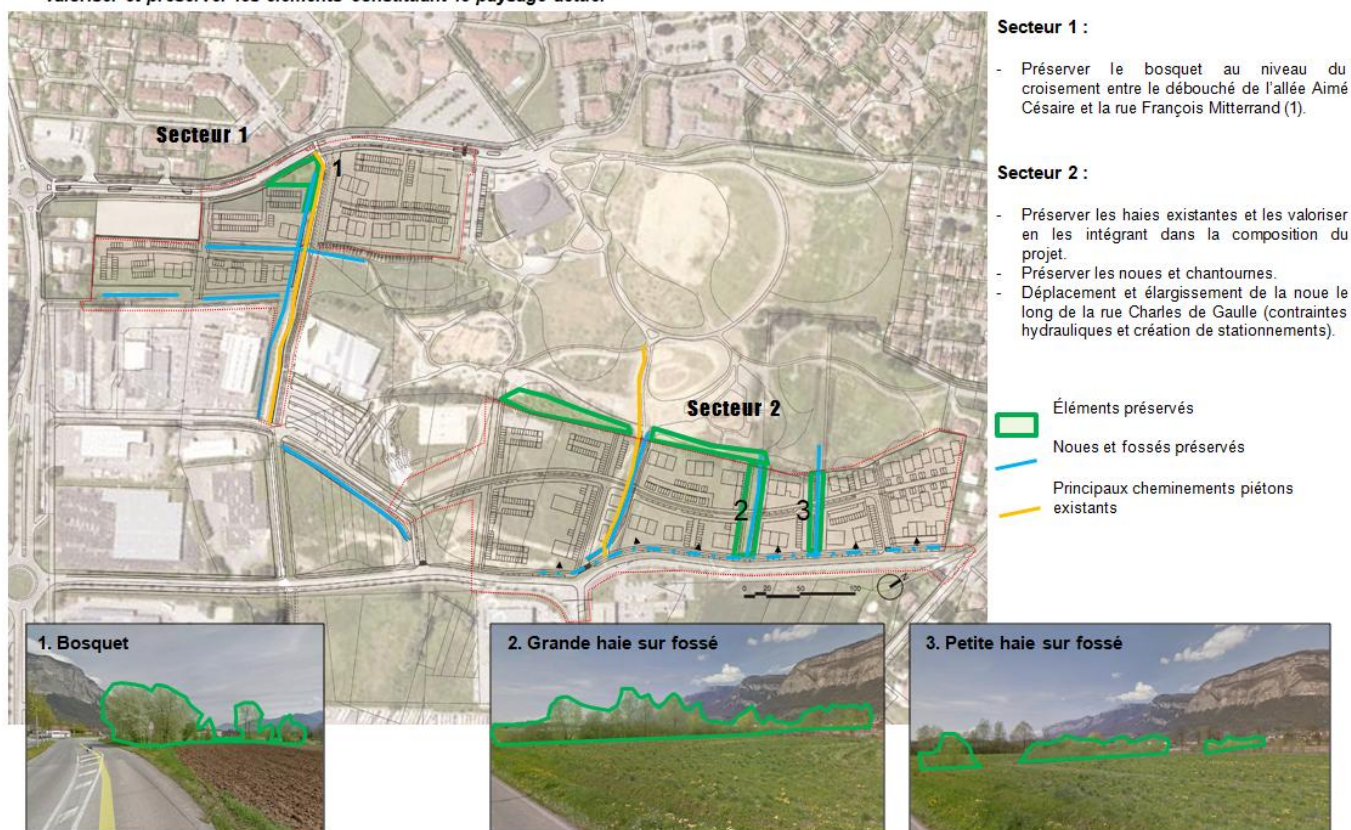 valoriser et préserver les éléments constituant le paysage actuel
Secteur 1
1
Secteur 2
2
3
0 20 50 100
N
Secteur 1 :
- Préserver le bosquet au niveau du
croisement entre le débouché de l'allée Aimé
Césaire et la rue François Mitterrand (1).
Secteur 2 :
- Préserver les haies existantes et les valoriser
en les intégrant dans la composition du
projet.
- Préserver les noues et chantournes.
- Déplacement et élargissement de la noue le
long de la rue Charles de Gaulle (contraintes
hydrauliques et création de stationnements).
Éléments préservés
Noues et fossés préservés
Principaux cheminements piétons
existants
1. Bosquet
2. Grande haie sur fossé
3. Petite haie sur fossé